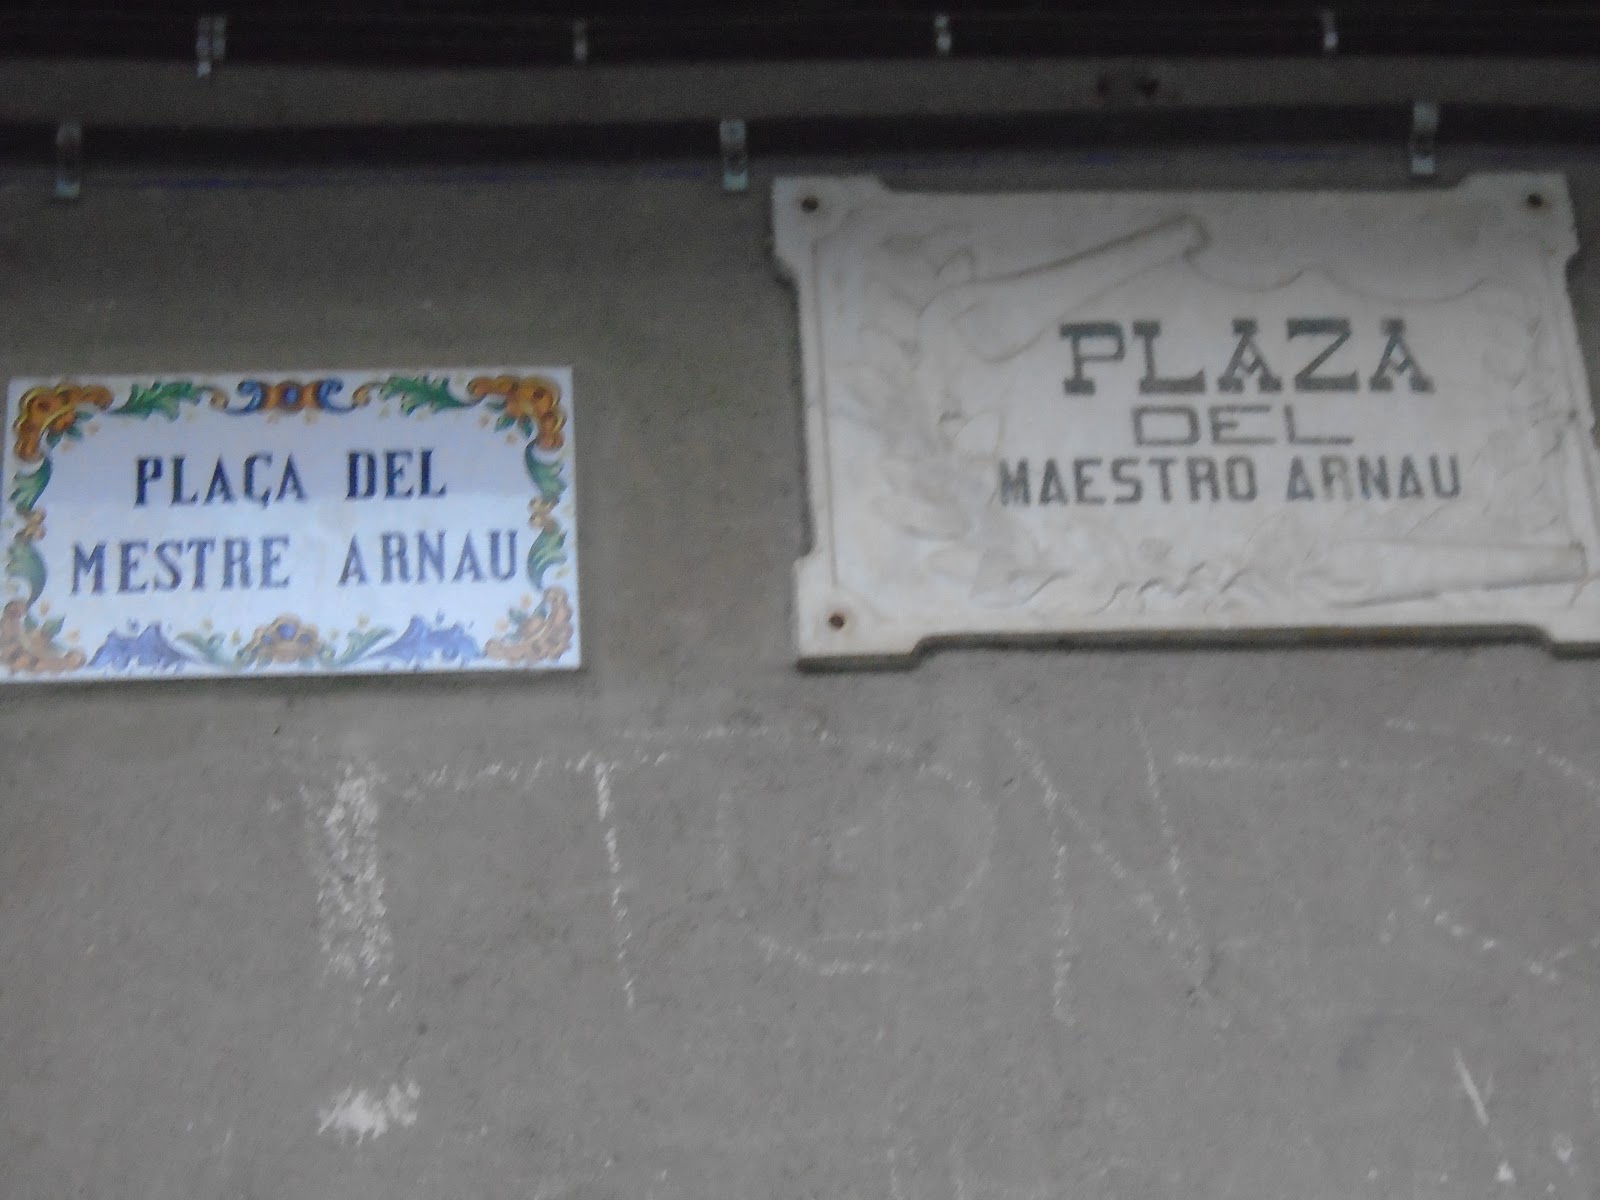 PLAÇA DEL
MESTRE ARNAU
PLAZA
DEL
MAESTRO ARNAU